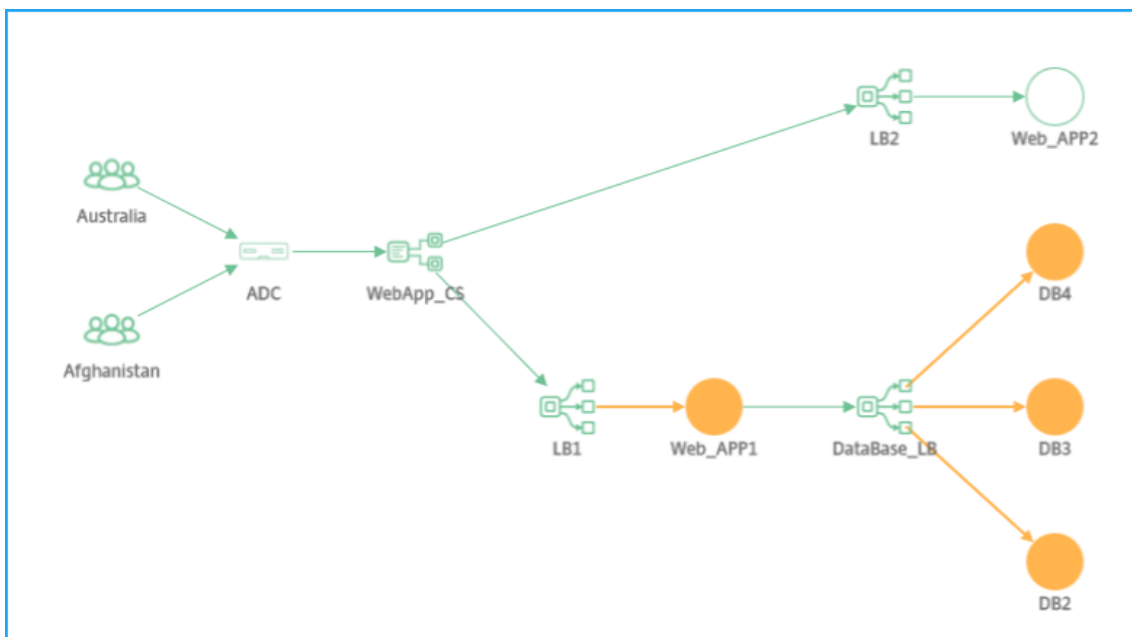 LB2
Web_APP2
Australia
ADC
WebApp_CS
DB4
Afghanistan
LB1
Web_APP1
DataBase_LB
DB3
DB2